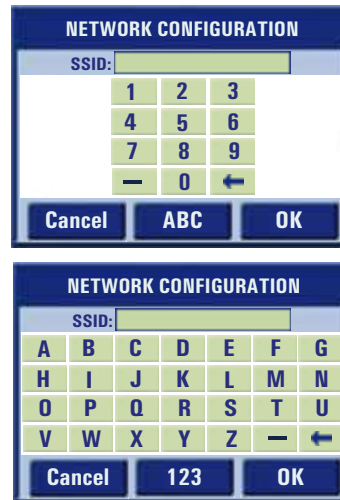 NETWORK CONFIGURATION
SSID:
1 2 3
4 5 6
7 8 9
– 0 ←
Cancel ABC OK
NETWORK CONFIGURATION
SSID:
A B C D E F G
H I J K L M N
O P Q R S T U
V W X Y Z – ←
Cancel 123 OK